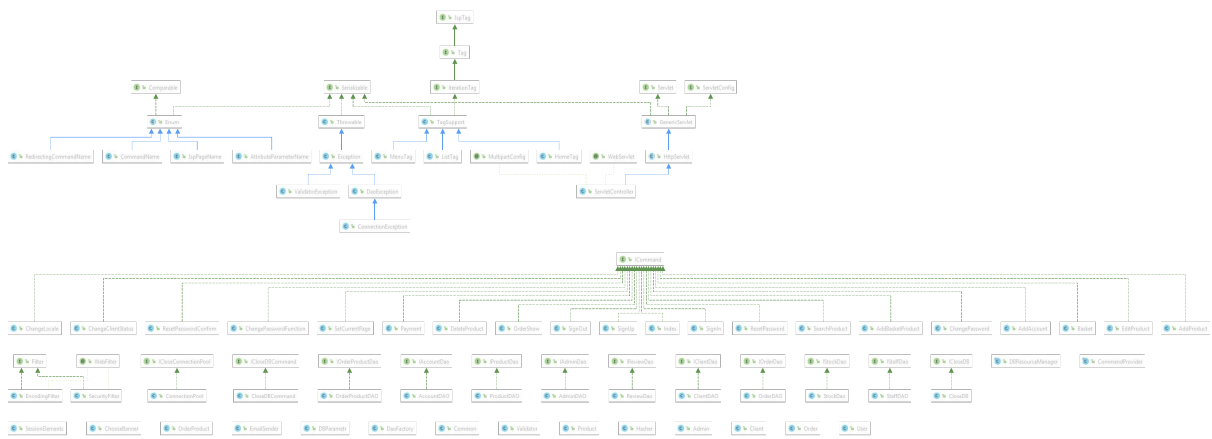 JspTag
Tag
Comparable
Serializable
IterationTag
Servlet
ServletConfig
Enum
Throwable
TagSupport
GenericServlet
RedirectingCommandName
CommandName
JspPageName
AttributeParameterName
Exception
MenuTag
ListTag
MultipartConfig
HomeTag
WebServlet
HttpServlet
ValidatorException
DaoException
ServletController
ConnectionException
ICommand
ChangeLocale
ChangeClientStatus
ResetPasswordConfirm
ChangePasswordFunction
SetCurrentPage
Payment
DeleteProduct
OrderShow
SignOut
SignUp
Index
SignIn
ResetPassword
SearchProduct
AddBasketProduct
ChangePassword
AddAccount
Basket
EditProduct
AddProduct
Filter
WebFilter
ICloseConnectionPool
ICloseDBCommand
IOrderProductDao
IAccountDao
IProductDao
IAdminDao
IReviewDao
IClientDao
IOrderDao
IStockDao
IStaffDao
ICloseDB
DBResourceManager
CommandProvider
EncodingFilter
SecurityFilter
ConnectionPool
CloseDBCommand
OrderProductDAO
AccountDAO
ProductDAO
AdminDAO
ReviewDao
ClientDAO
OrderDAO
StockDao
StaffDAO
CloseDB
SessionElements
ChooseBanner
OrderProduct
EmailSender
DBParametr
DaoFactory
Common
Validator
Product
Hasher
Admin
Client
Order
User